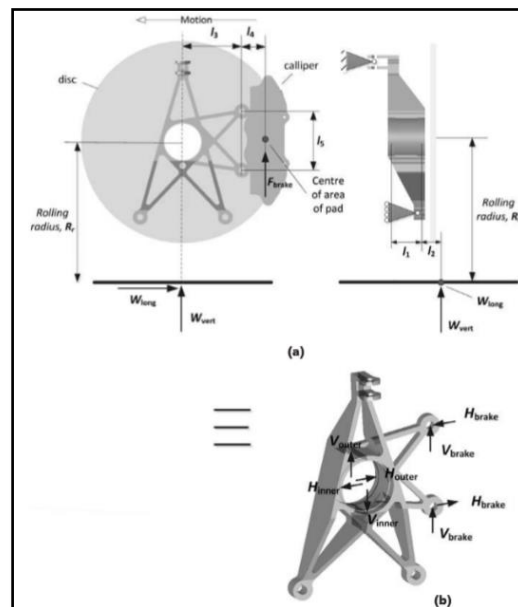 Motion
l3
l4
l1
disc
calliper
l5
Fbrake
Centre
of area
of pad
Rolling
radius, Rr
Rolling
radius, R
l1
l2
Wlong
Wvert
Wlong
Wvert
(a)
Vouter
Hbrake
Vbrake
Houter
Hinner
Vinner
Hbrake
Vbrake
(b)